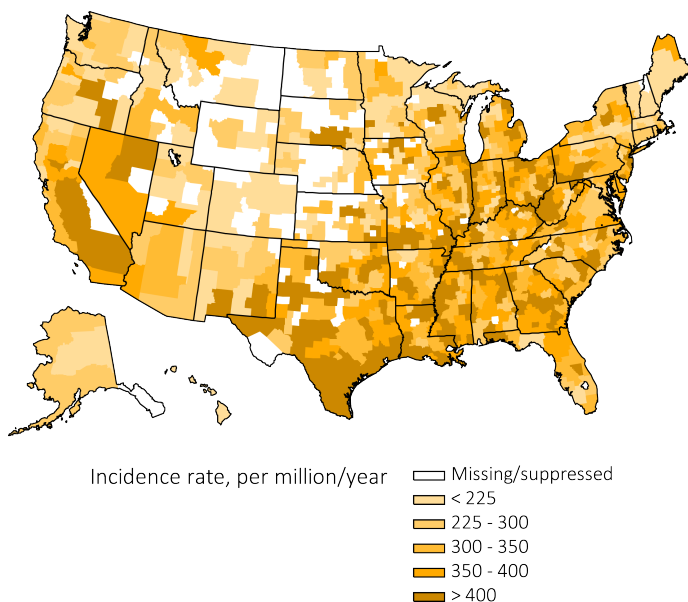 Incidence rate, per million/year
Missing/suppressed
< 225
225 - 300
300 - 350
350 - 400
> 400